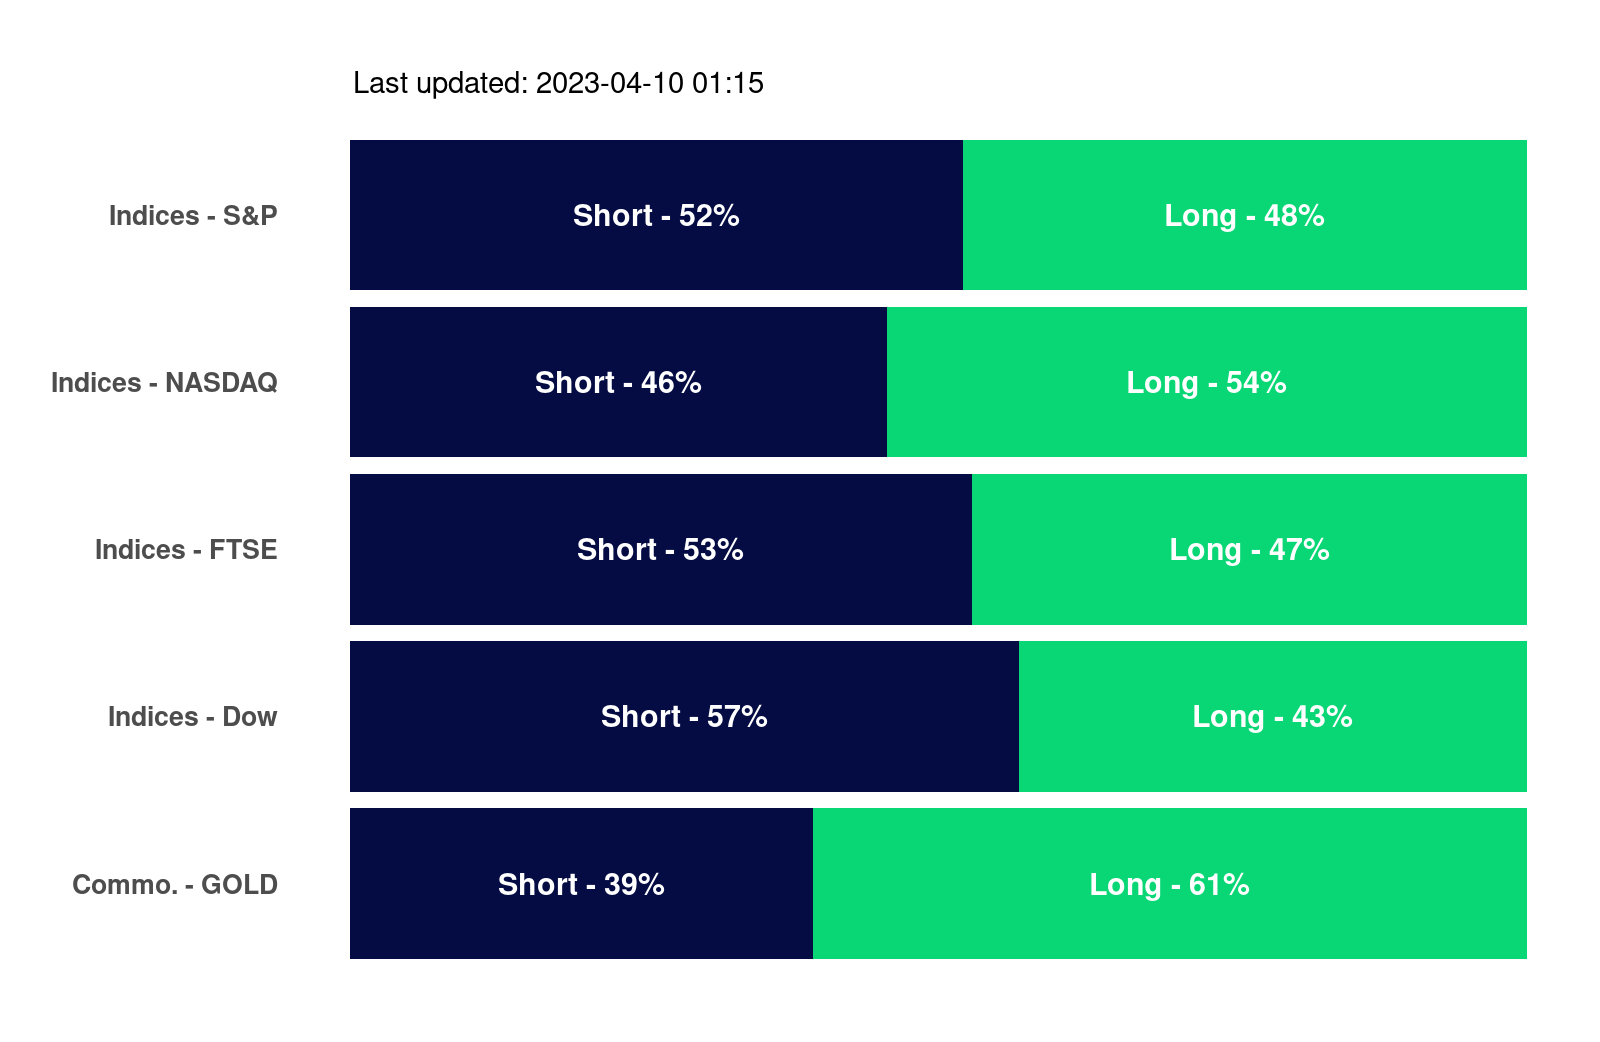 Last updated: 2023-04-10 01:15
Indices - S&P
Short - 52%
Long - 48%
Indices - NASDAQ
Short - 46%
Long - 54%
Indices - FTSE
Short - 53%
Long - 47%
Indices - Dow
Short - 57%
Long - 43%
Commo. - GOLD
Short - 39%
Long - 61%